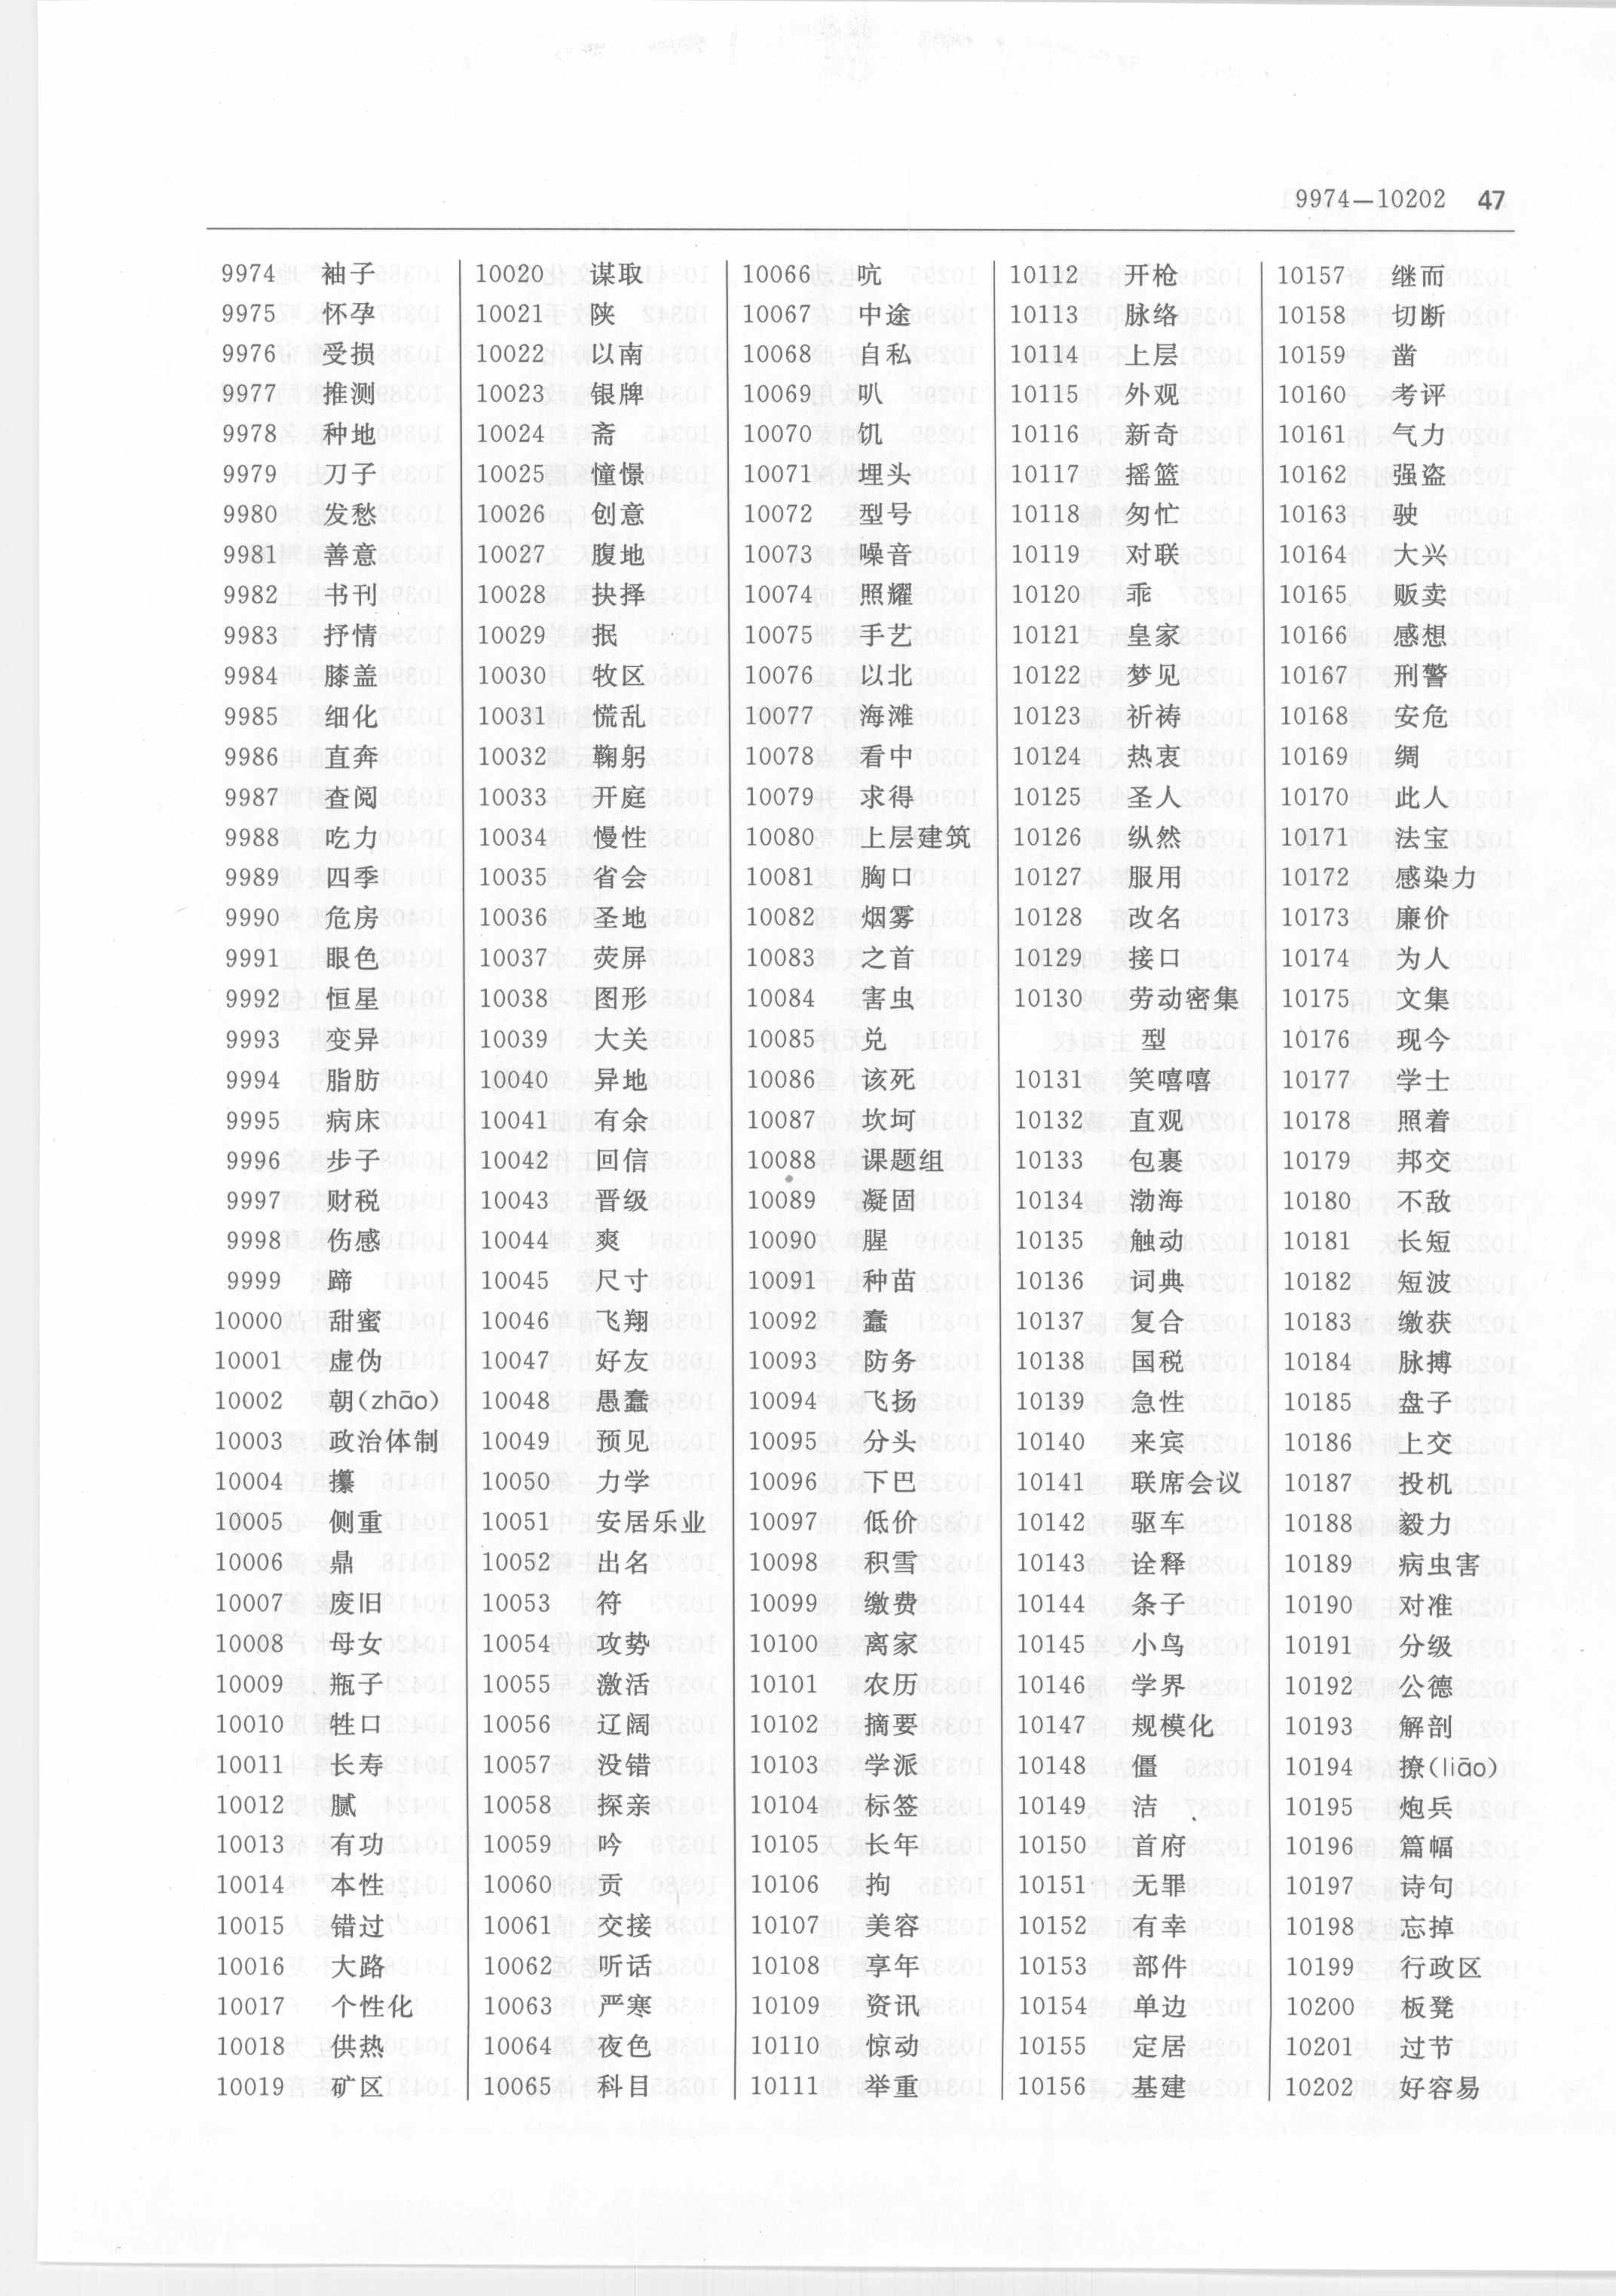 9974—10202 47
9974 袖子
9975 怀孕
9976 受损
9977 推测
9978 种地
9979 刀子
9980 发愁
9981 善意
9982 书刊
9983 抒情
9984 膝盖
9985 细化
9986 直奔
9987 查阅
9988 吃力
9989 四季
9990 危房
9991 眼色
9992 恒星
9993 变异
9994 脂肪
9995 病床
9996 步子
9997 财税
9998 伤感
9999 蹄
10000 甜蜜
10001 虚伪
10002 朝(zhāo)
10003 政治体制
10004 攥
10005 侧重
10006 鼎
10007 废旧
10008 母女
10009 瓶子
10010 牲口
10011 长寿
10012 腻
10013 有功
10014 本性
10015 错过
10016 大路
10017 个性化
10018 供热
10019 矿区
10020 谋取
10021 陕
10022 以南
10023 银牌
10024 斋
10025 憧憬
10026 创意
10027 腹地
10028 抉择
10029 抿
10030 牧区
10031 慌乱
10032 鞠躬
10033 开庭
10034 慢性
10035 省会
10036 圣地
10037 荧屏
10038 图形
10039 大关
10040 异地
10041 有余
10042 回信
10043 晋级
10044 爽
10045 尺寸
10046 飞翔
10047 好友
10048 愚蠢
10049 预见
10050 力学
10051 安居乐业
10052 出名
10053 符
10054 攻势
10055 激活
10056 辽阔
10057 没错
10058 探亲
10059 吟
10060 贡
10061 交接
10062 听话
10063 严寒
10064 夜色
10065 科目
10066 吭
10067 中途
10068 自私
10069 叭
10070 饥
10071 埋头
10072 型号
10073 噪音
10074 照耀
10075 手艺
10076 以北
10077 海滩
10078 看中
10079 求得
10080 上层建筑
10081 胸口
10082 烟雾
10083 之首
10084 害虫
10085 兑
10086 该死
10087 坎坷
10088 课题组
10089 凝固
10090 腥
10091 种苗
10092 蠢
10093 防务
10094 飞扬
10095 分头
10096 下巴
10097 低价
10098 积雪
10099 缴费
10100 离家
10101 农历
10102 摘要
10103 学派
10104 标签
10105 长年
10106 拘
10107 美容
10108 享年
10109 资讯
10110 惊动
10111 举重
10112 开枪
10113 脉络
10114 上层
10115 外观
10116 新奇
10117 摇篮
10118 匆忙
10119 对联
10120 乖
10121 皇家
10122 梦见
10123 祈祷
10124 热衷
10125 圣人
10126 纵然
10127 服用
10128 改名
10129 接口
10130 劳动密集
型
10131 笑嘻嘻
10132 直观
10133 包裹
10134 渤海
10135 触动
10136 词典
10137 复合
10138 国税
10139 急性
10140 来宾
10141 联席会议
10142 驱车
10143 诠释
10144 条子
10145 小鸟
10146 学界
10147 规模化
10148 僵
10149 洁
10150 首府
10151 无罪
10152 有幸
10153 部件
10154 单边
10155 定居
10156 基建
10157 继而
10158 切断
10159 凿
10160 考评
10161 气力
10162 强盗
10163 驶
10164 大兴
10165 贩卖
10166 感想
10167 刑警
10168 安危
10169 绸
10170 此人
10171 法宝
10172 感染力
10173 廉价
10174 为人
10175 文集
10176 现今
10177 学士
10178 照着
10179 邦交
10180 不敌
10181 长短
10182 短波
10183 缴获
10184 脉搏
10185 盘子
10186 上交
10187 投机
10188 毅力
10189 病虫害
10190 对准
10191 分级
10192 公德
10193 解剖
10194 撩(liāo)
10195 炮兵
10196 篇幅
10197 诗句
10198 忘掉
10199 行政区
10200 板凳
10201 过节
10202 好容易